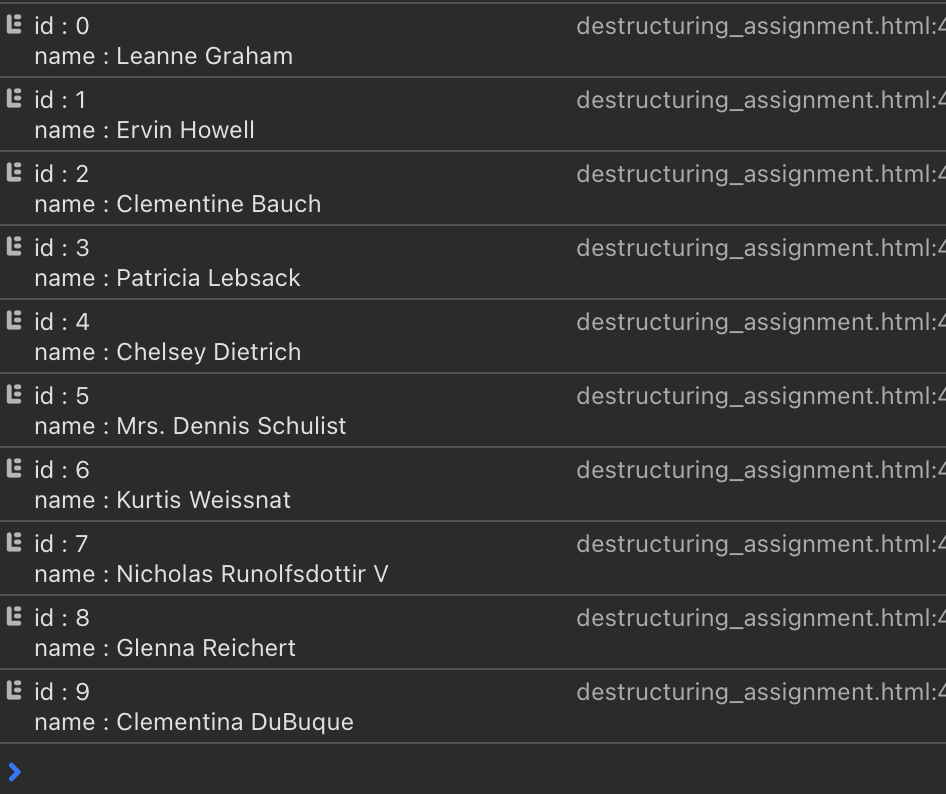 id : 0 destructuring_assignment.html:4
name : Leanne Graham
id : 1 destructuring_assignment.html:4
name : Ervin Howell
id : 2 destructuring_assignment.html:4
name : Clementine Bauch
id : 3 destructuring_assignment.html:4
name : Patricia Lebsack
id : 4 destructuring_assignment.html:4
name : Chelsey Dietrich
id : 5 destructuring_assignment.html:4
name : Mrs. Dennis Schulist
id : 6 destructuring_assignment.html:4
name : Kurtis Weissnat
id : 7 destructuring_assignment.html:4
name : Nicholas Runolfsdottir V
id : 8 destructuring_assignment.html:4
name : Glenna Reichert
id : 9 destructuring_assignment.html:4
name : Clementina DuBuque